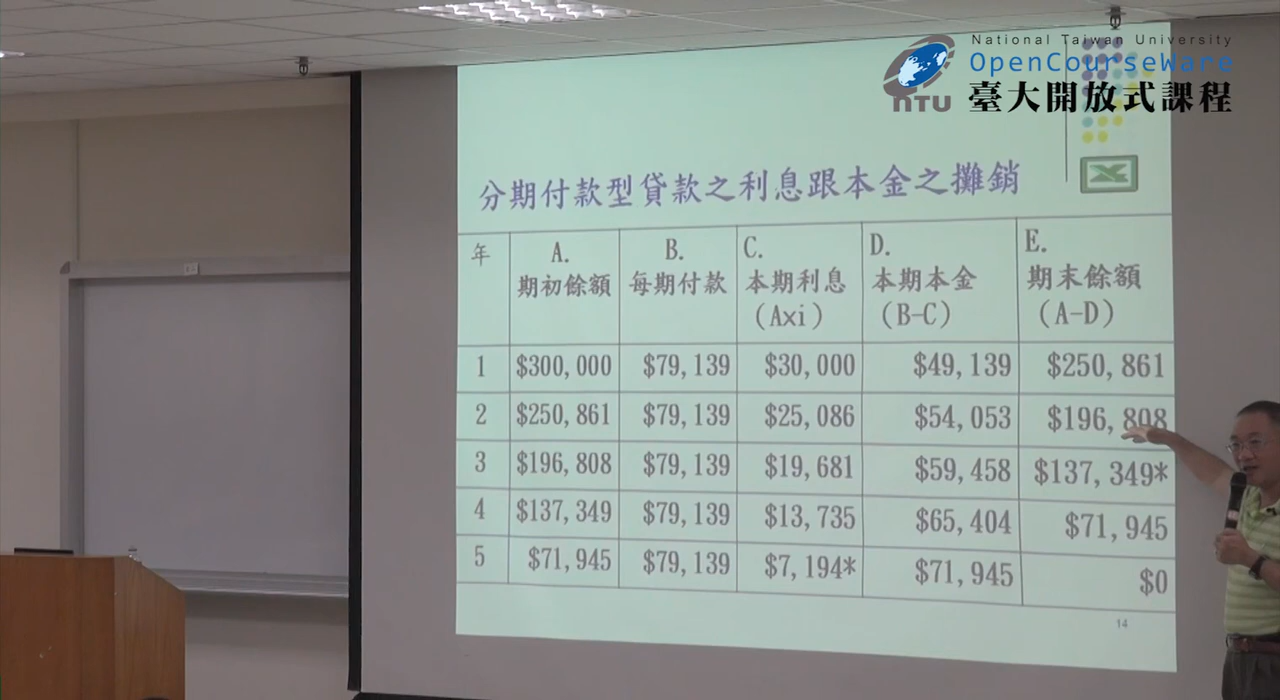 National Taiwan University
OpenCourseWare
NTU 臺大開放式課程
分期付款型貸款之利息跟本金之攤銷
年 A. B. C. D. E.
期初餘額 每期付款 本期利息 本期本金 期末餘額
(Axi) (B-C) (A-D)
1 $300,000 $79,139 $30,000 $49,139 $250,861
2 $250,861 $79,139 $25,086 $54,053 $196,808
3 $196,808 $79,139 $19,681 $59,458 $137,349*
4 $137,349 $79,139 $13,735 $65,404 $71,945
5 $71,945 $79,139 $7,194* $71,945 $0
14